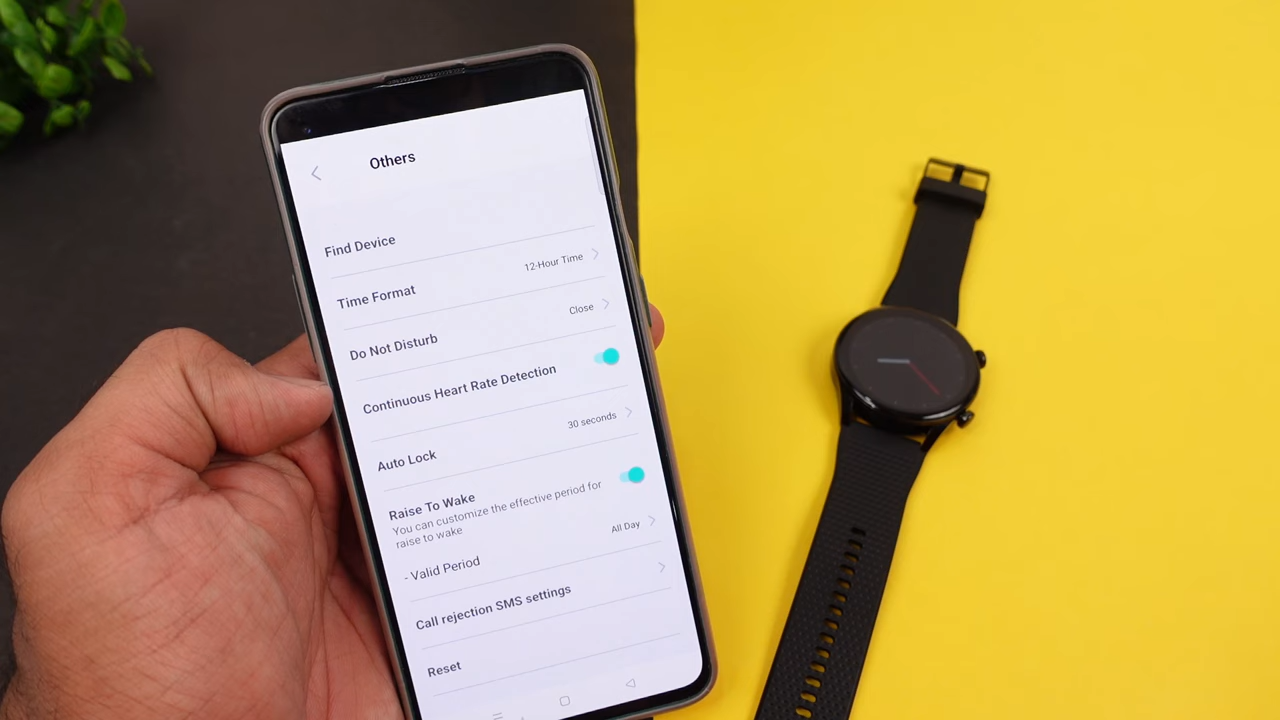 Others
Find Device
Time Format
12-Hour Time
Do Not Disturb
Close
Continuous Heart Rate Detection
Auto Lock
30 seconds
Raise To Wake
You can customize the effective period for
raise to wake
- Valid Period
All Day
Call rejection SMS settings
Reset